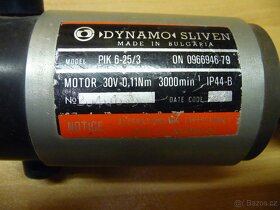 DYNAMO SLIVEN
MADE IN BULGARIA
MODEL PIK 6-25/3 ON 0966946-79
MOTOR 30V-0,11Nm 3000min⁻¹ IP44-B
No DATE CODE
NOTICE
bazos.cz